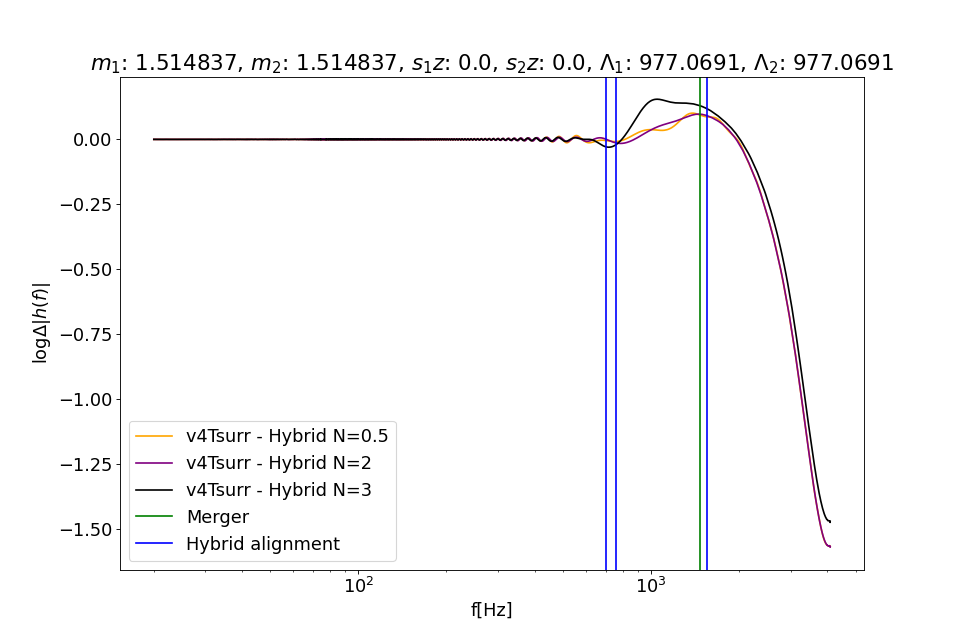 m₁: 1.514837, m₂: 1.514837, s₁z: 0.0, s₂z: 0.0, Λ₁: 977.0691, Λ₂: 977.0691
logΔ|h(f)|
0.00
−0.25
−0.50
−0.75
−1.00
−1.25
−1.50
v4Tsurr - Hybrid N=0.5
v4Tsurr - Hybrid N=2
v4Tsurr - Hybrid N=3
Merger
Hybrid alignment
10² 10³
f[Hz]